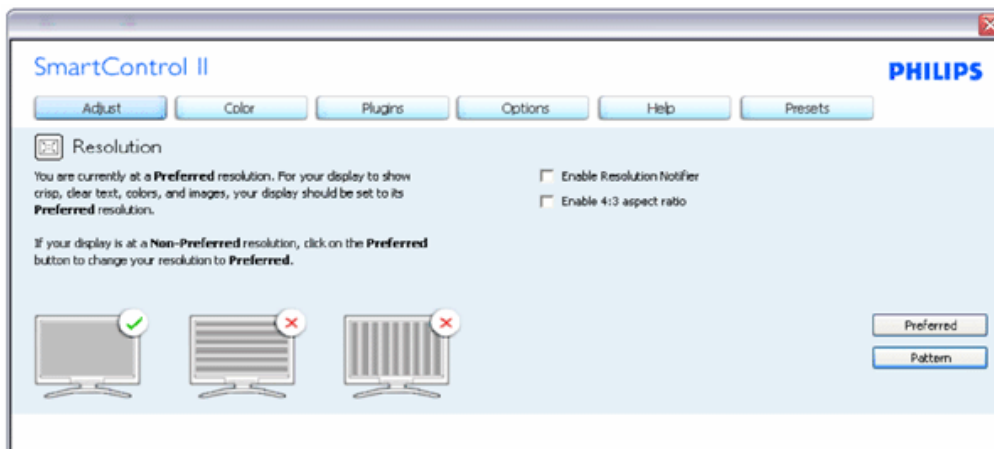 SmartControl II
PHILIPS
Adjust
Color
Plugins
Options
Help
Presets
Resolution
You are currently at a Preferred resolution. For your display to show
crisp, clear text, colors, and images, your display should be set to its
Preferred resolution.
If your display is at a Non-Preferred resolution, click on the Preferred
button to change your resolution to Preferred.
Enable Resolution Notifier
Enable 4:3 aspect ratio
Preferred
Pattern